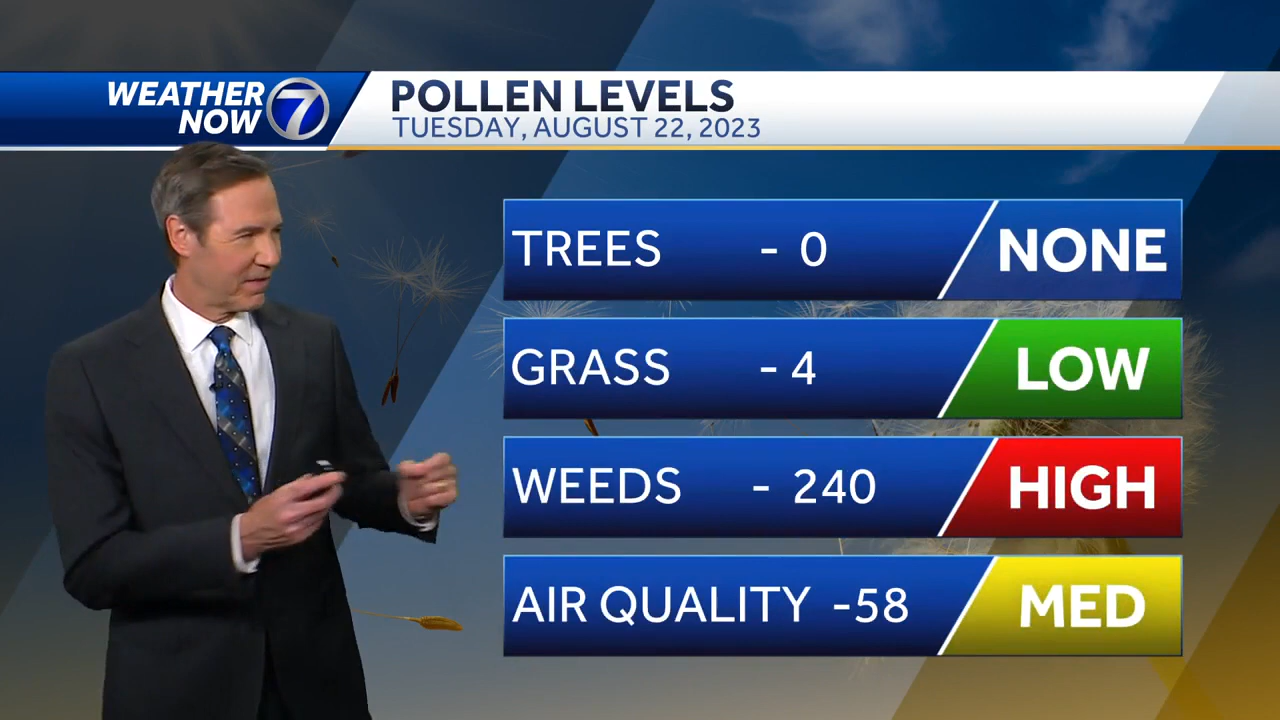 WEATHER
NOW 7
POLLEN LEVELS
TUESDAY, AUGUST 22, 2023
TREES - 0 NONE
GRASS - 4 LOW
WEEDS - 240 HIGH
AIR QUALITY -58 MED